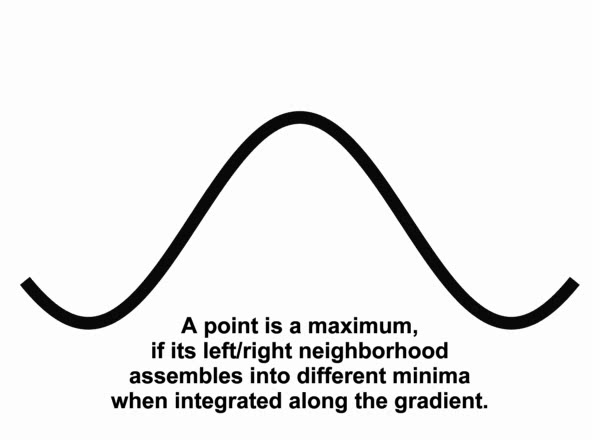 A point is a maximum,
if its left/right neighborhood
assembles into different minima
when integrated along the gradient.